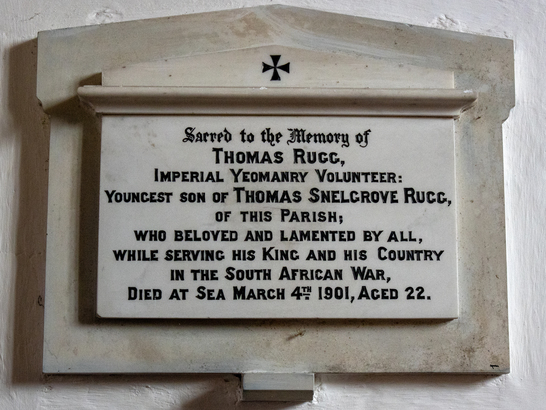 Sacred to the Memory of
THOMAS RUGG,
IMPERIAL YEOMANRY VOLUNTEER:
YOUNGEST SON OF THOMAS SNELGROVE RUGG,
OF THIS PARISH;
WHO BELOVED AND LAMENTED BY ALL,
WHILE SERVING HIS KING AND HIS COUNTRY
IN THE SOUTH AFRICAN WAR,
DIED AT SEA MARCH 4TH 1901, AGED 22.